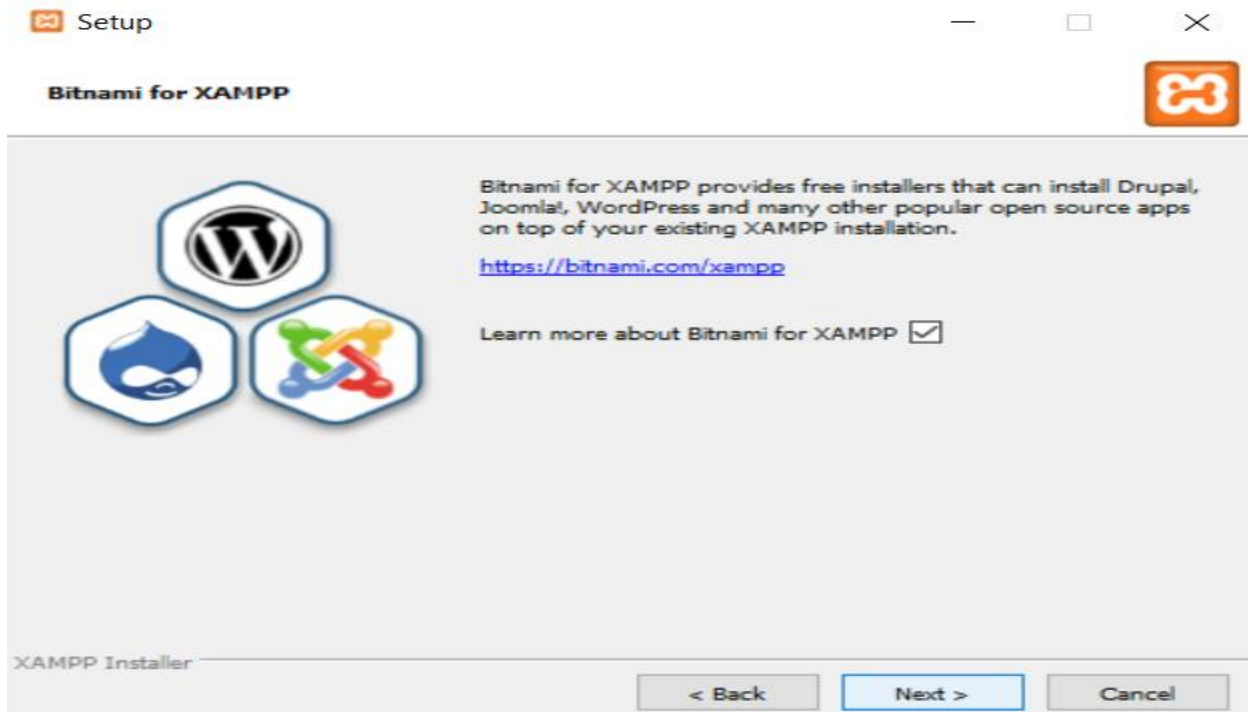 Setup
Bitnami for XAMPP
Bitnami for XAMPP provides free installers that can install Drupal,
Joomla!, WordPress and many other popular open source apps
on top of your existing XAMPP installation.
https://bitnami.com/xampp
Learn more about Bitnami for XAMPP
XAMPP Installer
< Back Next > Cancel